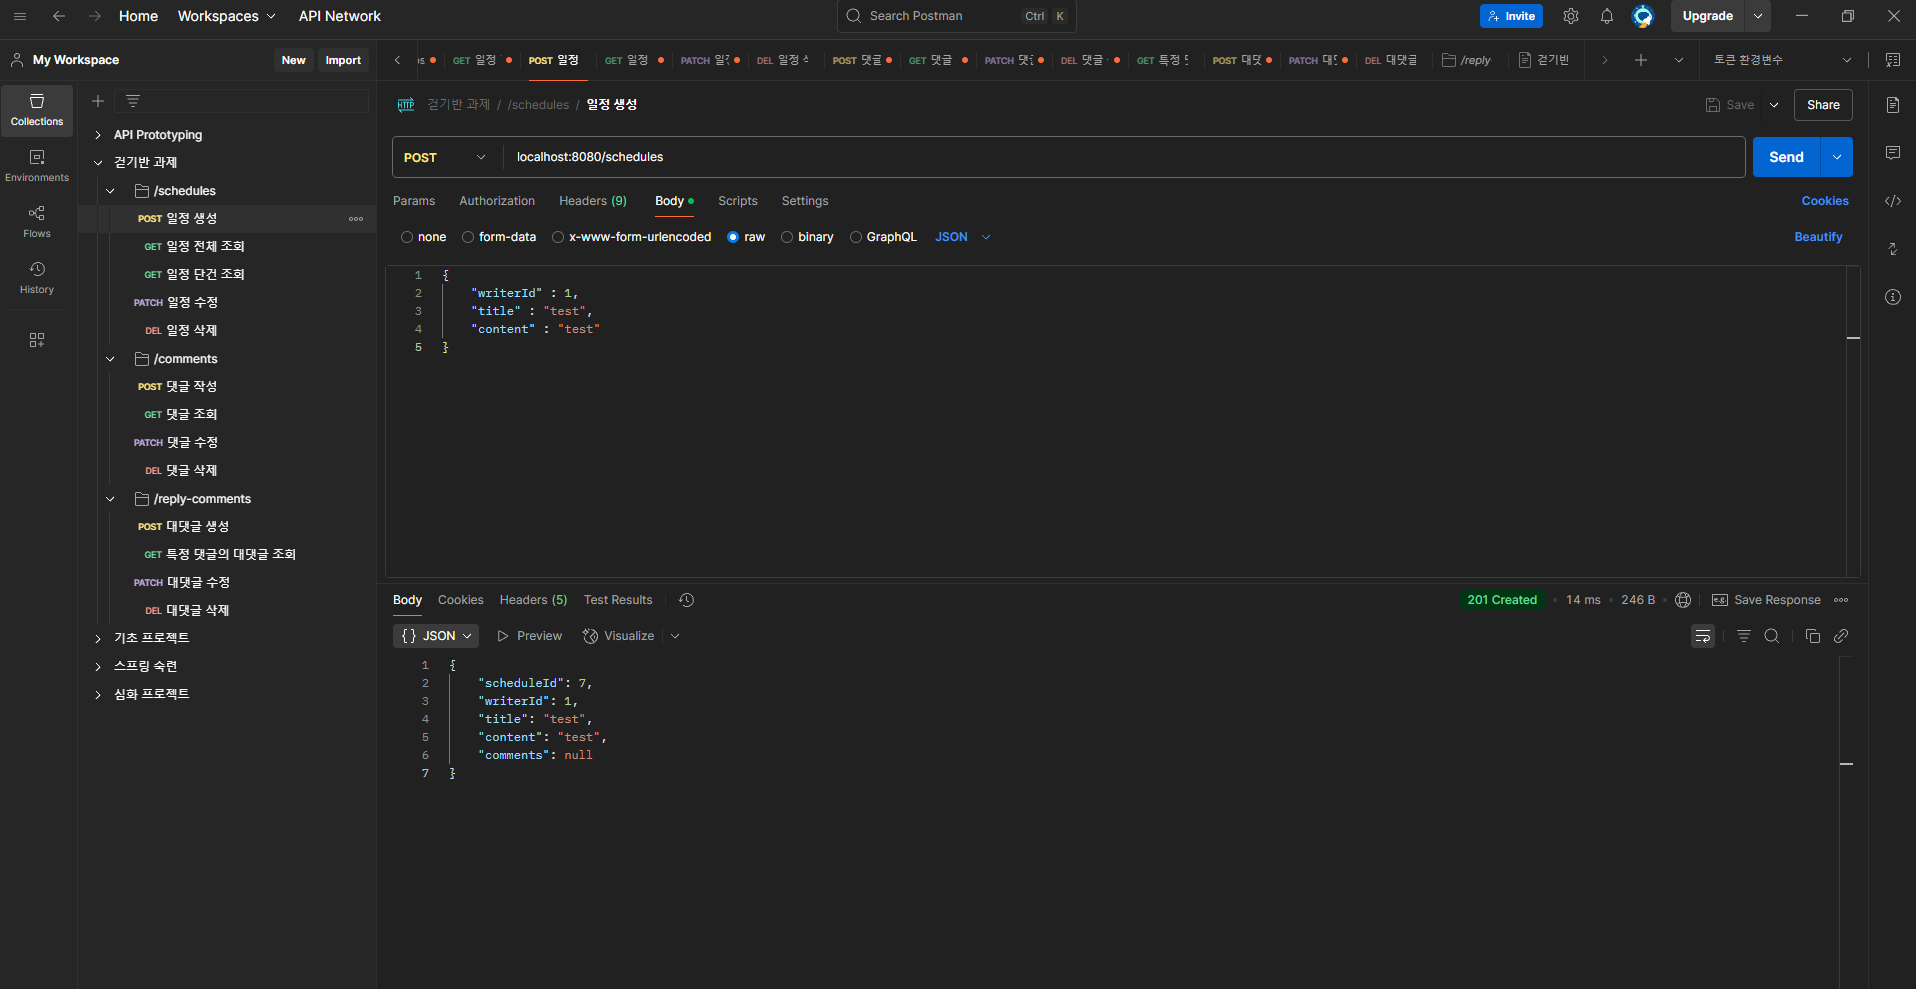 Home Workspaces API Network Search Postman Ctrl K Invite Upgrade
My Workspace New Import
GET 일정 POST 일정 GET 일정 PATCH DEL 일정 POST 댓글 GET 댓글 PATCH DEL 댓글 GET 특정 POST 대댓 PATCH DEL 대댓글 /reply 걷기반 토큰 환경변수
Collections
Environments
Flows
History
API Prototyping
걷기반 과제
/schedules
POST 일정 생성
GET 일정 전체 조회
GET 일정 단건 조회
PATCH 일정 수정
DEL 일정 삭제
/comments
POST 댓글 작성
GET 댓글 조회
PATCH 댓글 수정
DEL 댓글 삭제
/reply-comments
POST 대댓글 생성
GET 특정 댓글의 대댓글 조회
PATCH 대댓글 수정
DEL 대댓글 삭제
기초 프로젝트
스프링 숙련
심화 프로젝트
HTTP 걷기반 과제 / /schedules / 일정 생성 Save Share
POST localhost:8080/schedules Send
Params Authorization Headers (9) Body Scripts Settings Cookies
none form-data x-www-form-urlencoded raw binary GraphQL JSON Beautify
1 {
2 "writerId" : 1,
3 "title" : "test",
4 "content" : "test"
5 }
Body Cookies Headers (5) Test Results 201 Created 14 ms 246 B e.g. Save Response
{} JSON Preview Visualize
1 {
2 "scheduleId": 7,
3 "writerId": 1,
4 "title": "test",
5 "content": "test",
6 "comments": null
7 }